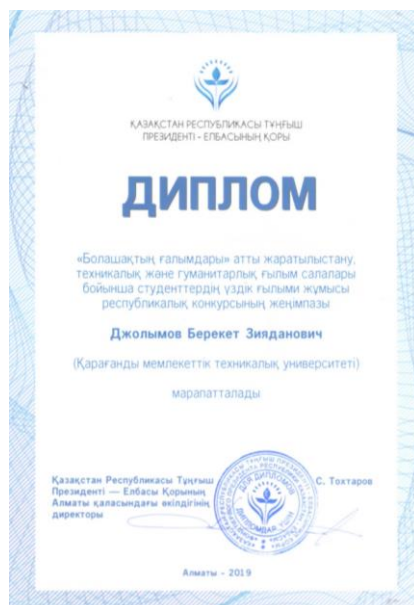 ҚАЗАҚСТАН РЕСПУБЛИКАСЫ ТҰҢҒЫШ
ПРЕЗИДЕНТІ - ЕЛБАСЫНЫҢ ҚОРЫ
ДИПЛОМ
«Болашақтың ғалымдары» атты жаратылыстану,
техникалық және гуманитарлық ғылым салалары
бойынша студенттердің үздік ғылыми жұмысы
республикалық конкурсының жеңімпазы
Джолымов Берекет Зияданович
(Қарағанды мемлекеттік техникалық университеті)
марапатталады
Қазақстан Республикасы Тұңғыш
Президенті — Елбасы Қорының
Алматы қаласындағы өкілдігінің
директоры
С. Тохтаров
ДЛЯ ДИПЛОМОВ
Алматы - 2019